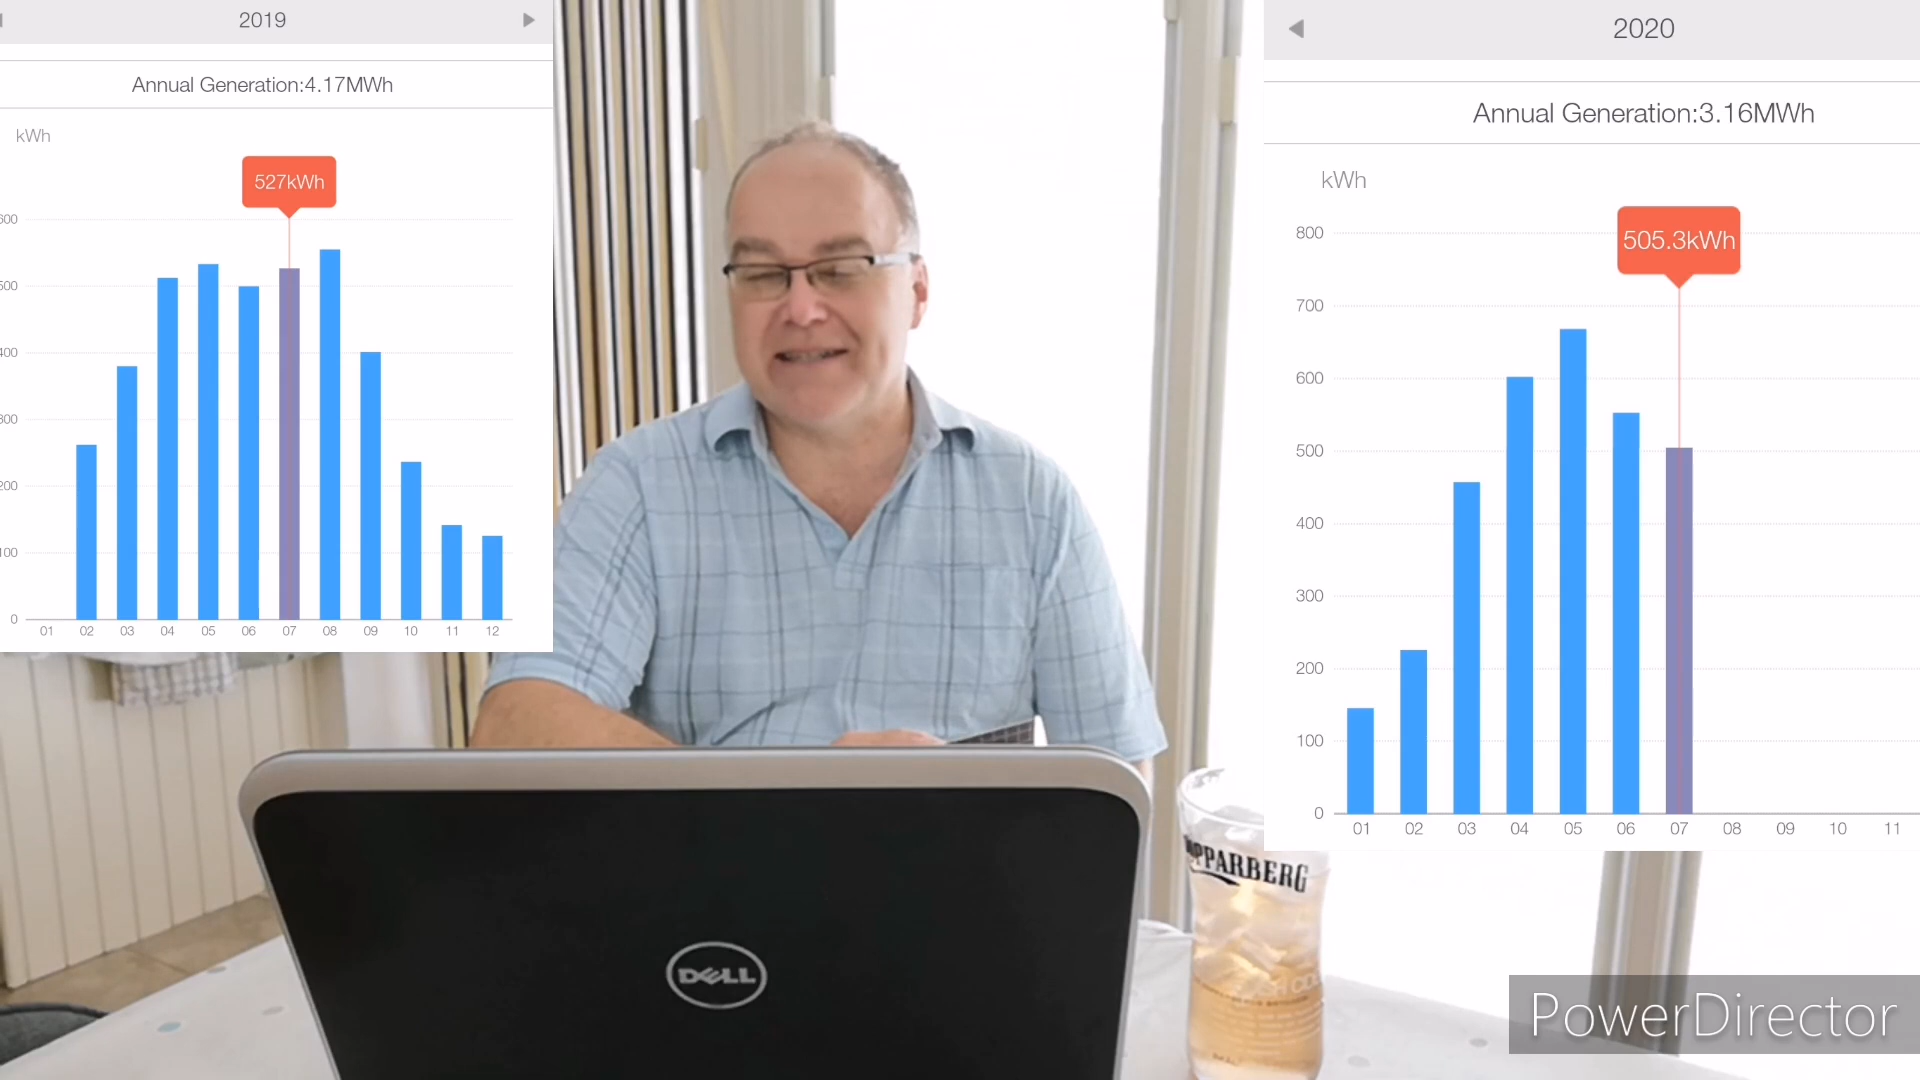 2019
Annual Generation:4.17MWh
kWh
527kWh
500
400
300
200
100
0
01 02 03 04 05 06 07 08 09 10 11 12
2020
Annual Generation:3.16MWh
kWh
505.3kWh
800
700
600
500
400
300
200
100
0
01 02 03 04 05 06 07 08 09 10 11
DELL
PowerDirector